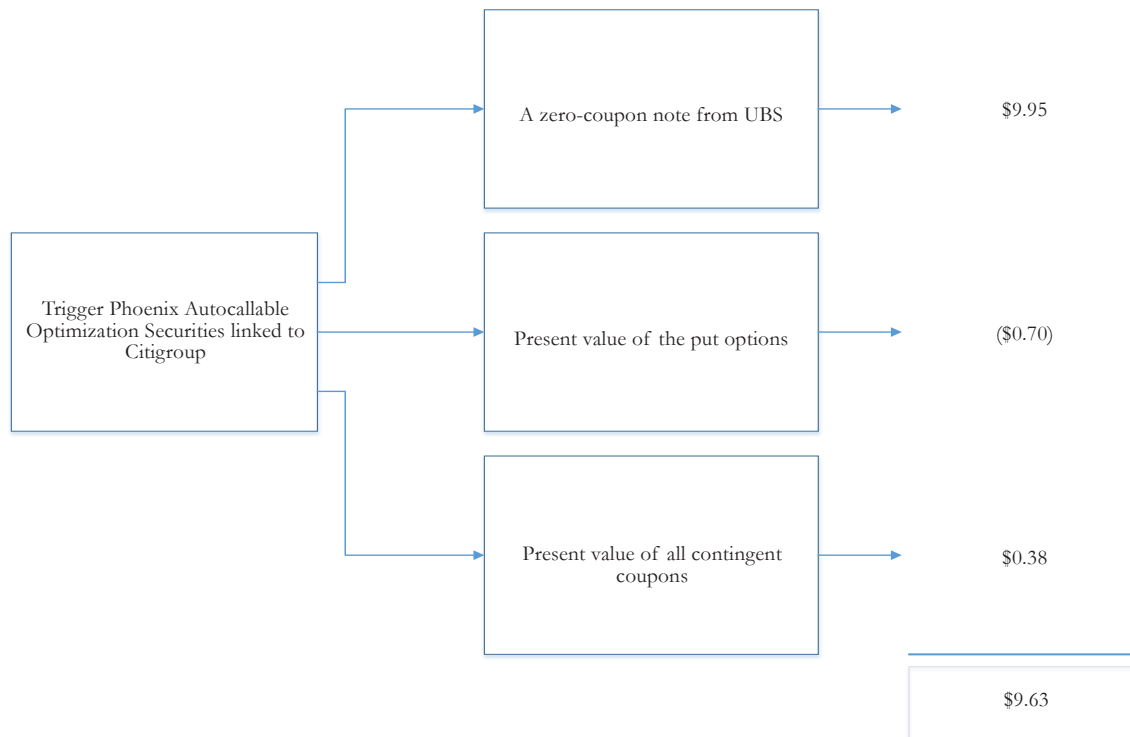 A zero-coupon note from UBS
$9.95
Trigger Phoenix Autocallable
Optimization Securities linked to
Citigroup
Present value of the put options
($0.70)
Present value of all contingent
coupons
$0.38
$9.63